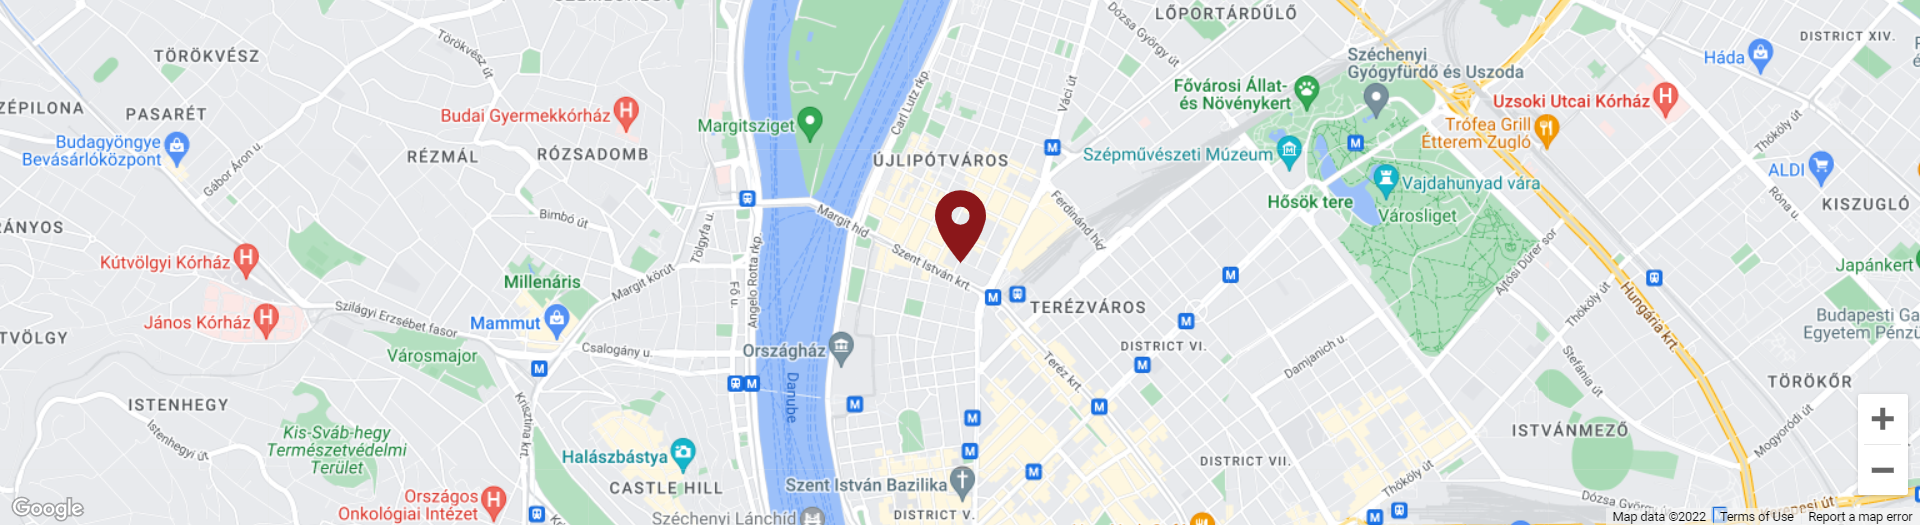 LŐPORTÁRDŰLŐ
Dózsa György út
DISTRICT XIV.
TÖRÖKVÉSZ
Törökvész út
Háda
Széchenyi
Gyógyfürdő és Uszoda
Fővárosi Állat-
és Növénykert
Váci út
Carl Lutz rkp.
Uzsoki Utcai Kórház
ZÉPILONA
PASARÉT
Budai Gyermekkórház
Margitsziget
Trófea Grill
Étterem Zugló
Thököly út
Budagyöngye
Bevásárlóközpont
RÉZMÁL
RÓZSADOMB
ÚJLIPÓTVÁROS
Szépművészeti Múzeum
Gábor Áron u.
ALDI
Vajdahunyad vára
Hősök tere
Városliget
Róna u.
KISZUGLÓ
RÁNYOS
Bimbó út
Tölgyfa u.
Margit híd
Ferdinánd híd
Kútvölgyi Kórház
Szent István krt.
Angelo Rotta rkp.
Ajtósi Dürer sor
Japánkert
Millenáris
Margit körút
Fő u.
TERÉZVÁROS
Thököly út
Hungária krt.
János Kórház
Szilágyi Erzsébet fasor
Mammut
Budapesti Ga
Egyetem Pénzü
TVÖLGY
Városmajor
Csalogány u.
Országház
DISTRICT VI.
Damjanich u.
Stefánia út
Teréz krt.
Danube
TÖRÖKŐR
ISTENHEGY
Istenhegyi út
Krisztina krt.
Kis-Sváb-hegy
Természetvédelmi
Terület
ISTVÁNMEZŐ
Mogyoródi út
Halászbástya
DISTRICT VII.
Thököly út
CASTLE HILL
Szent István Bazilika
Országos
Onkológiai Intézet
Széchenyi Lánchíd
DISTRICT V.
Dózsa György
Google
Map data ©2022
Terms of Use
Report a map error